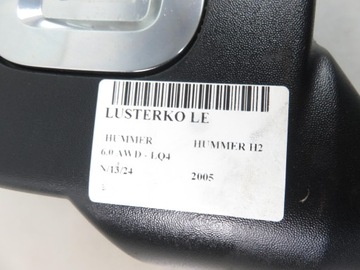 LUSTERKO LE
HUMMER HUMMER H2
6.0 AWD - LQ4
N/13/24 2005